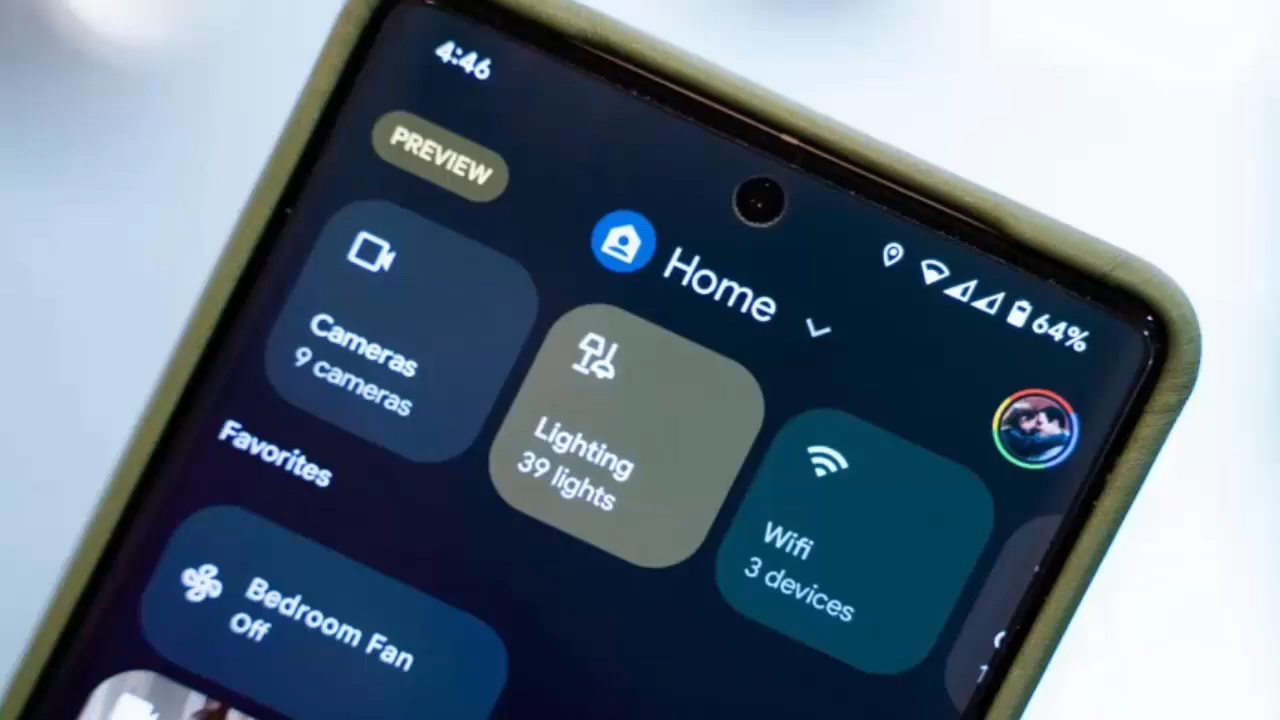 4:46
64%
PREVIEW
Home
Cameras
9 cameras
Lighting
39 lights
Wifi
3 devices
Favorites
Bedroom Fan
Off